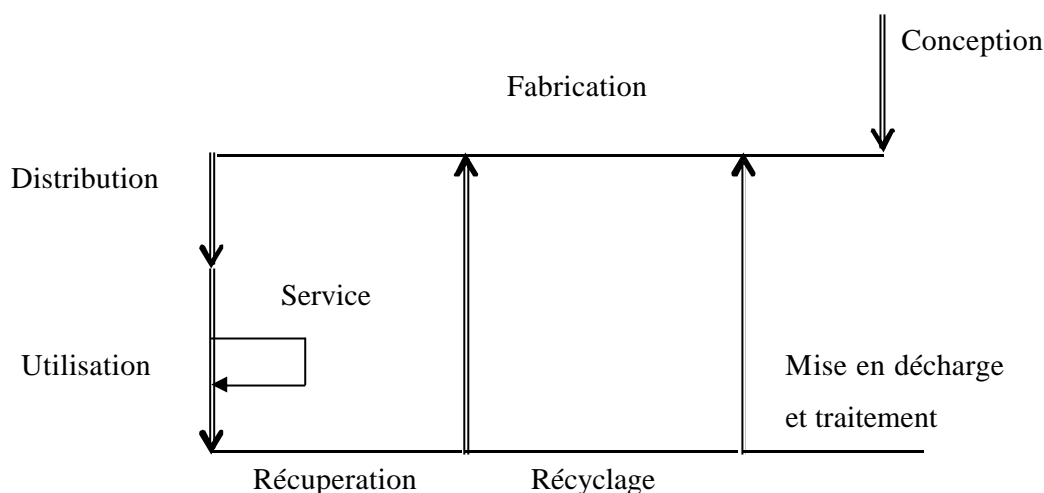 Conception
Fabrication
Distribution
Service
Utilisation
Mise en décharge
et traitement
Récuperation
Récyclage